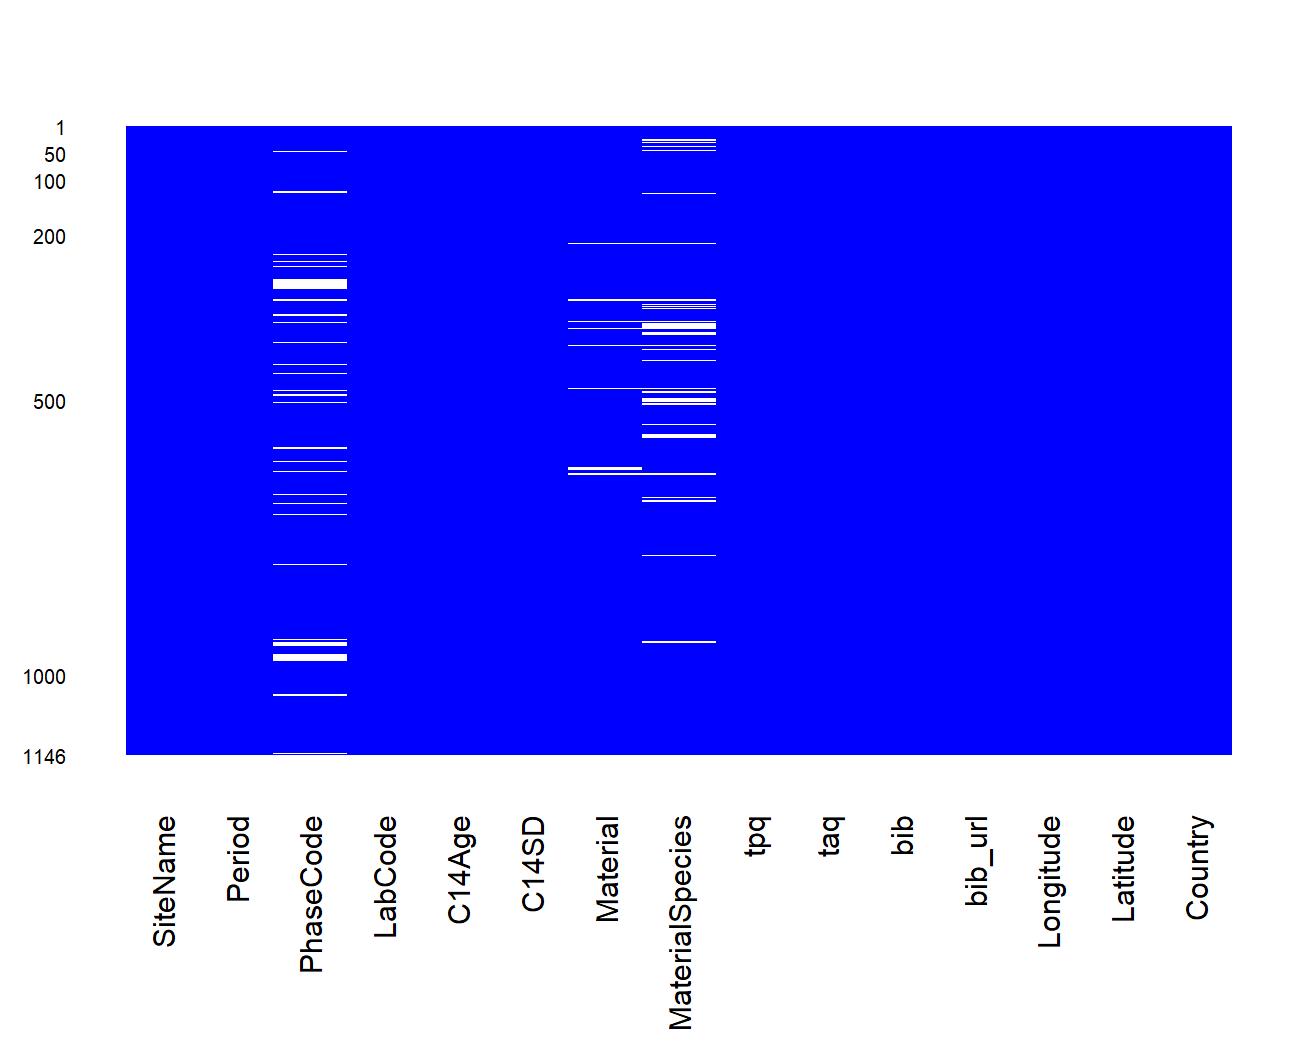 1
50
100
200
500
1000
1146
SiteName
Period
PhaseCode
LabCode
C14Age
C14SD
Material
MaterialSpecies
tpq
taq
bib
bib_url
Longitude
Latitude
Country